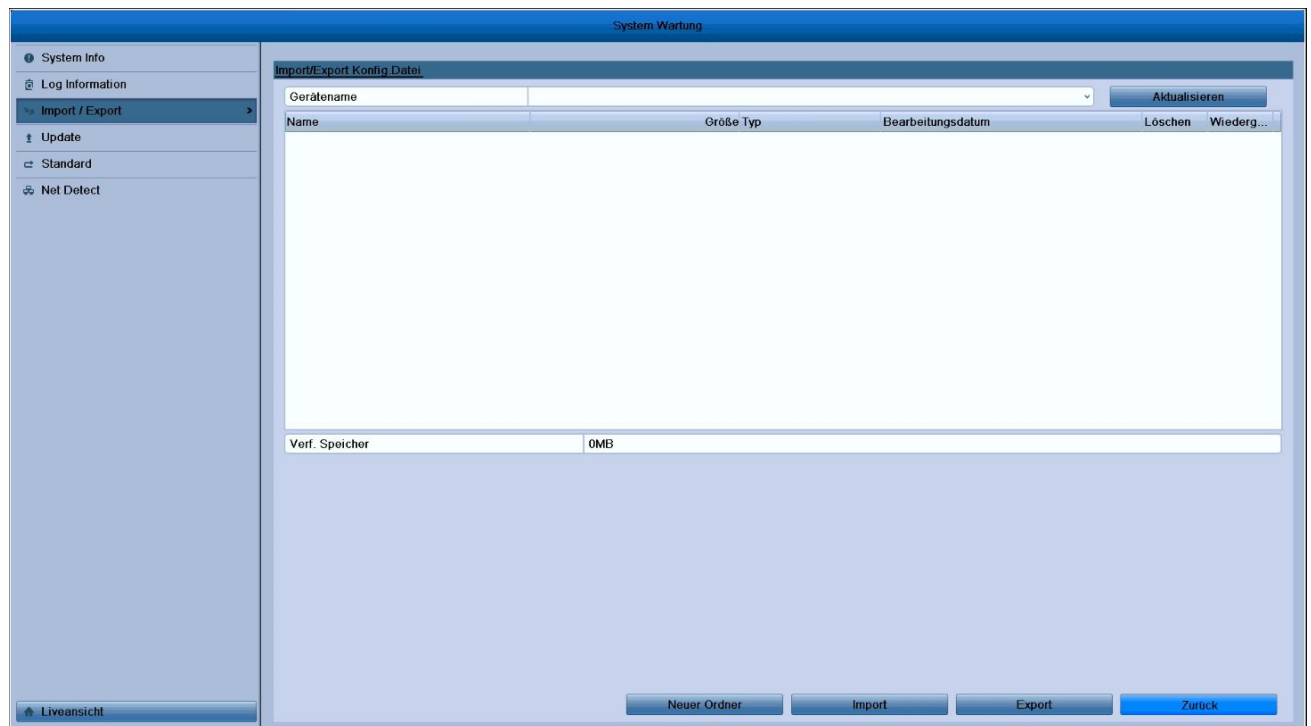 System Wartung
System Info
Log Information
Import / Export
Update
Standard
Net Detect
Liveansicht
Import/Export Konfig.Datei
Gerätename
Aktualisieren
Name Größe Typ Bearbeitungsdatum Löschen Wiederg...
Verf. Speicher 0MB
Neuer Ordner Import Export Zurück